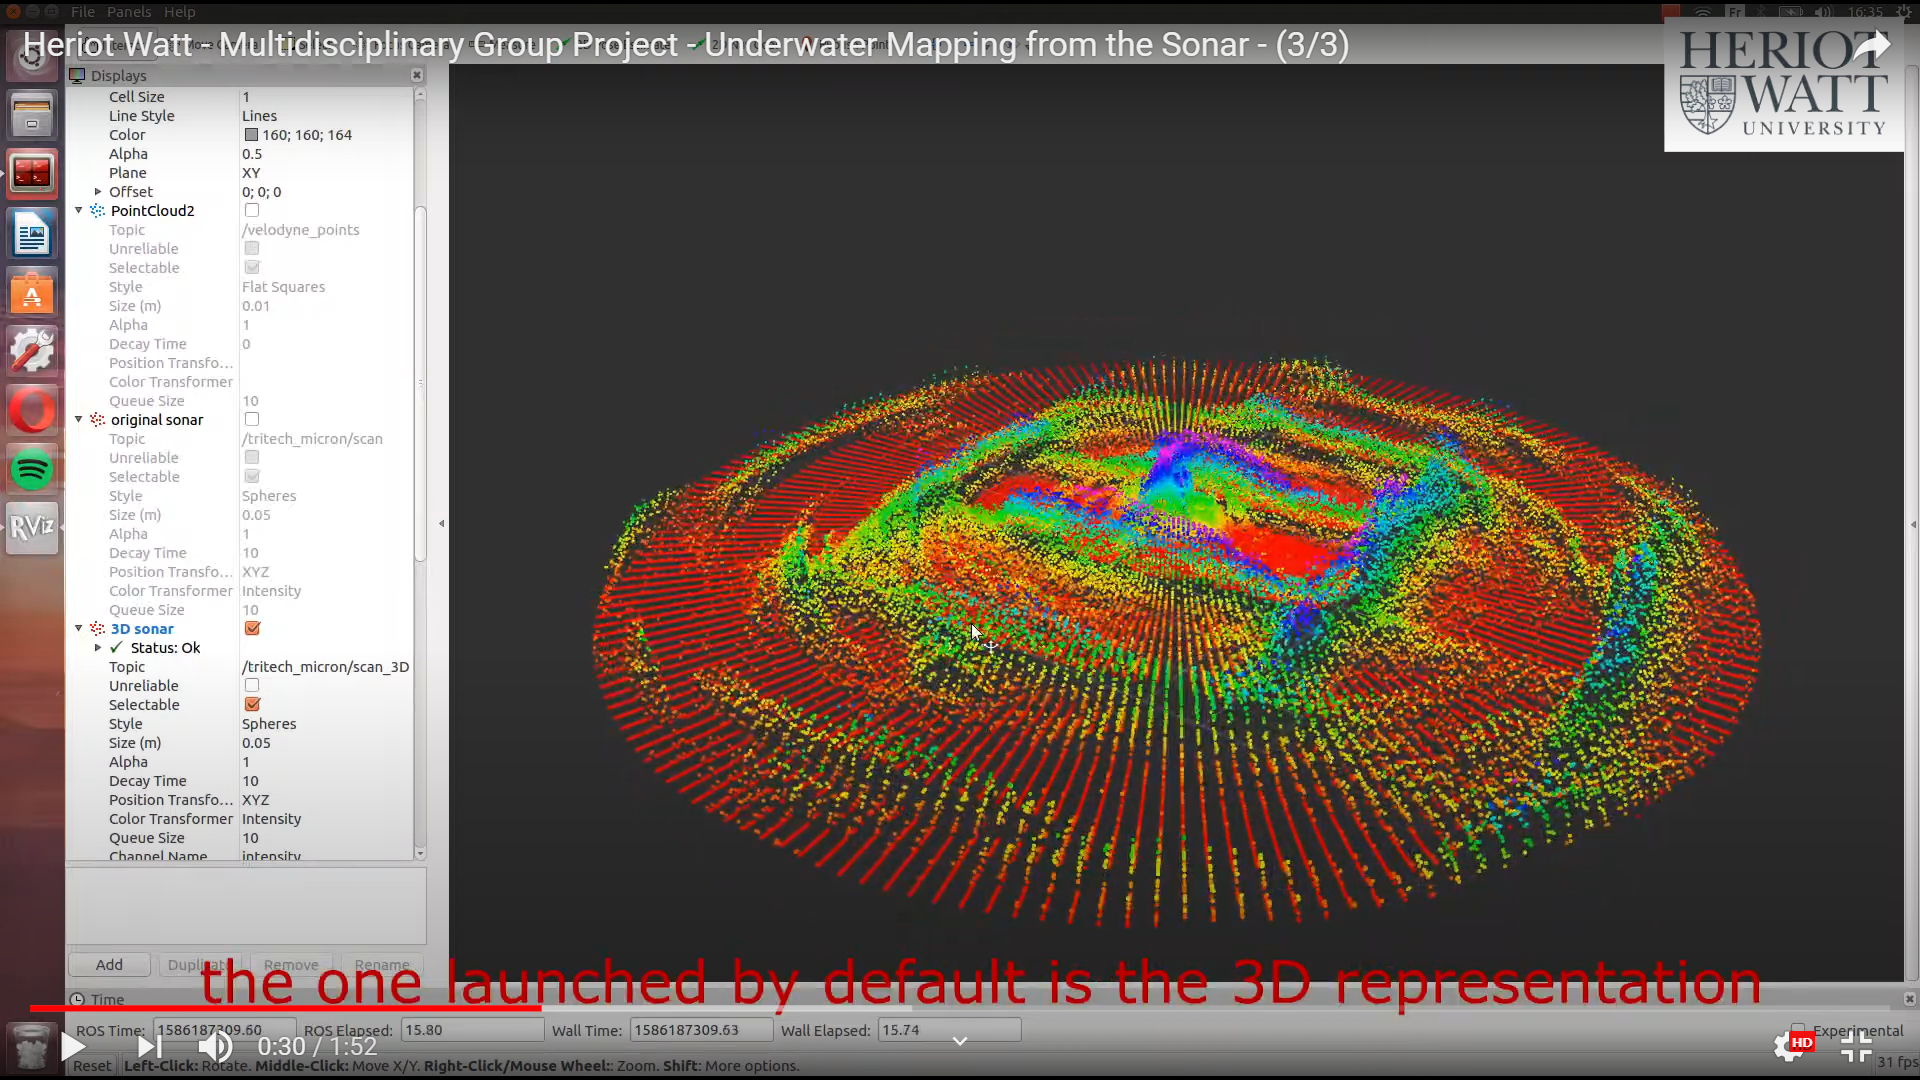 File Panels Help
Fr
16:35
Heriot Watt - Multidisciplinary Group Project - Underwater Mapping from the Sonar - (3/3)
HERIOT
WATT
UNIVERSITY
Displays
Cell Size 1
Line Style Lines
Color 160; 160; 164
Alpha 0.5
Plane XY
Offset 0; 0; 0
PointCloud2
Topic /velodyne_points
Unreliable
Selectable
Style Flat Squares
Size (m) 0.01
Alpha 1
Decay Time 0
Position Transfo...
Color Transformer
Queue Size 10
original sonar
Topic /tritech_micron/scan
Unreliable
Selectable
Style Spheres
Size (m) 0.05
Alpha 1
Decay Time 10
Position Transfo... XYZ
Color Transformer Intensity
Queue Size 10
3D sonar
Status: Ok
Topic /tritech_micron/scan_3D
Unreliable
Selectable
Style Spheres
Size (m) 0.05
Alpha 1
Decay Time 10
Position Transfo... XYZ
Color Transformer Intensity
Queue Size 10
Channel Name intensity
RViz
Add Remove Rename
the one launched by default is the 3D representation
Time
ROS Time: 1586187309.60 ROS Elapsed: 15.80 Wall Time: 1586187309.63 Wall Elapsed: 15.74 Experimental
0:30 / 1:52
HD
Reset Left-Click: Rotate. Middle-Click: Move X/Y. Right-Click/Mouse Wheel:: Zoom. Shift: More options. 31 fps